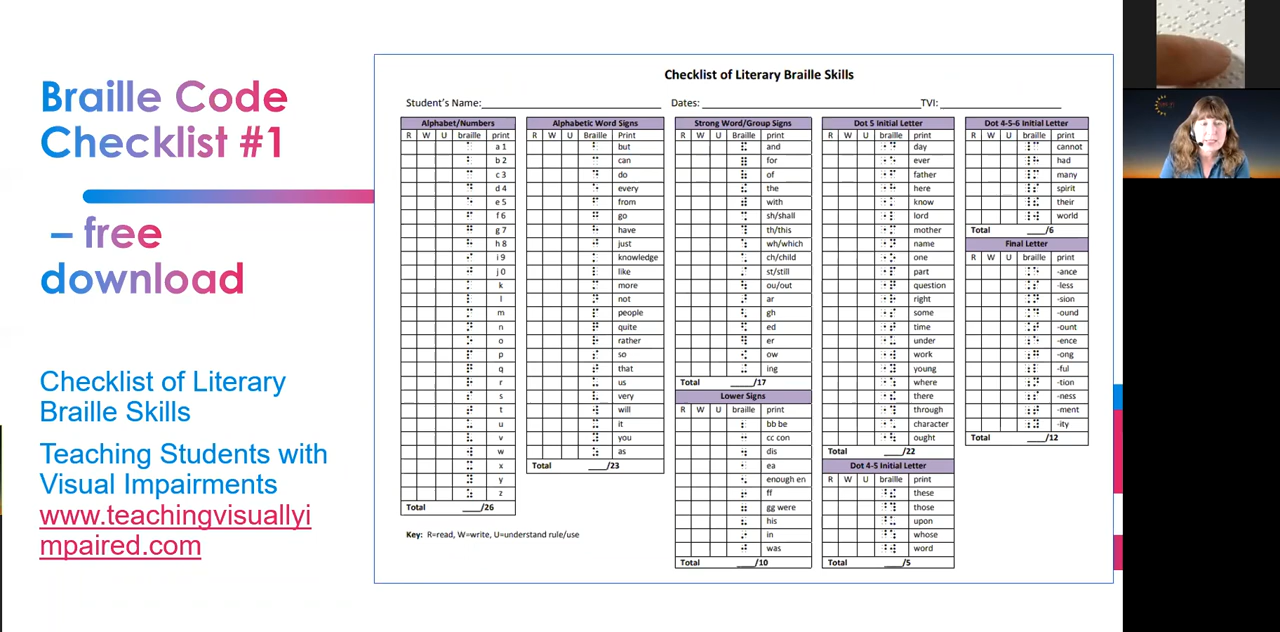 Braille Code
Checklist #1
– free
download
Checklist of Literary
Braille Skills
Teaching Students with
Visual Impairments
www.teachingvisuallyi
mpaired.com
Checklist of Literary Braille Skills
Student's Name: Dates: TVI:
Alphabet/Numbers
R W U braille print
a 1
b 2
c 3
d 4
e 5
f 6
g 7
h 8
i 9
j 0
k
l
m
n
o
p
q
r
s
t
u
v
w
x
y
z
Total ____/26
Key: R=read, W=write, U=understand rule/use
Alphabetic Word Signs
R W U Braille Print
but
can
do
every
from
go
have
just
knowledge
like
more
not
people
quite
rather
so
that
us
very
will
it
you
as
Total ____/23
Strong Word/Group Signs
R W U Braille print
and
for
of
the
with
sh/shall
th/this
wh/which
ch/child
st/still
ou/out
ar
gh
ed
er
ow
ing
Total ____/17
Lower Signs
R W U braille print
bb be
cc con
dis
ea
enough en
ff
gg were
his
in
was
Total ____/10
Dot 5 Initial Letter
R W U braille print
day
ever
father
here
know
lord
mother
name
one
part
question
right
some
time
under
work
young
where
there
through
character
ought
Total ____/22
Dot 4-5 Initial Letter
R W U braille print
these
those
upon
whose
word
Total ____/5
Dot 4-5-6 Initial Letter
R W U braille print
cannot
had
many
spirit
their
world
Total ____/6
Final Letter
R W U braille print
-ance
-less
-sion
-ound
-ount
-ence
-ong
-ful
-tion
-ness
-ment
-ity
Total ____/12